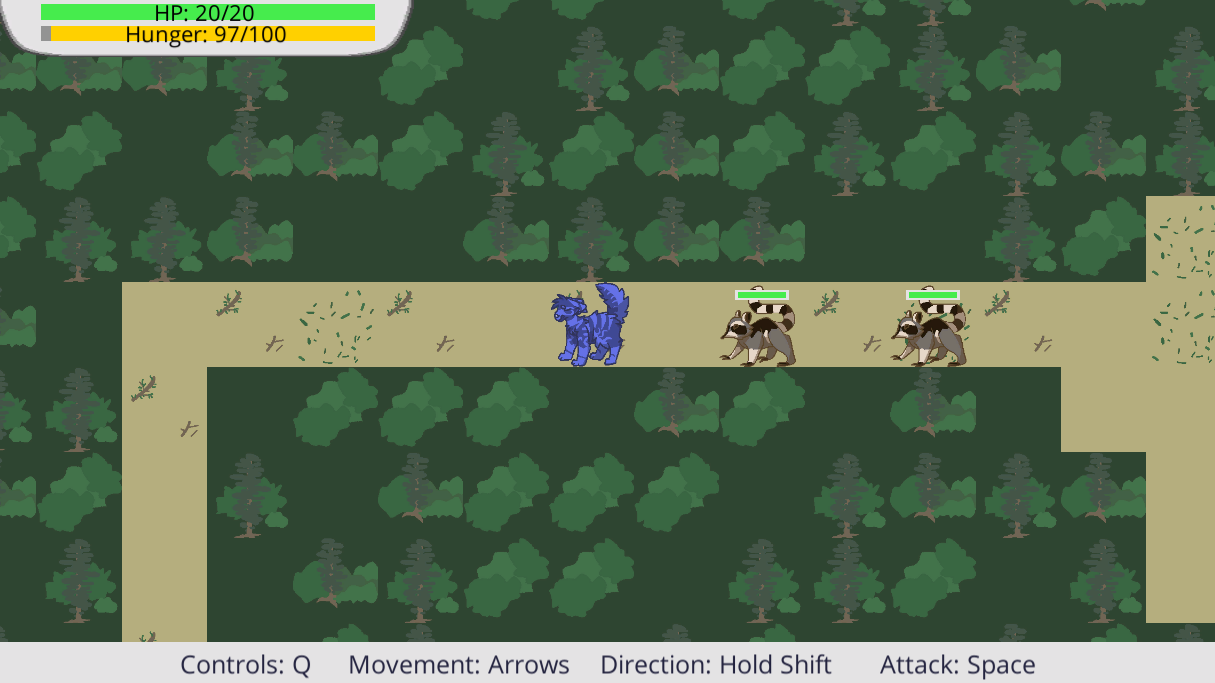 HP: 20/20
Hunger: 97/100
Controls: Q Movement: Arrows Direction: Hold Shift Attack: Space